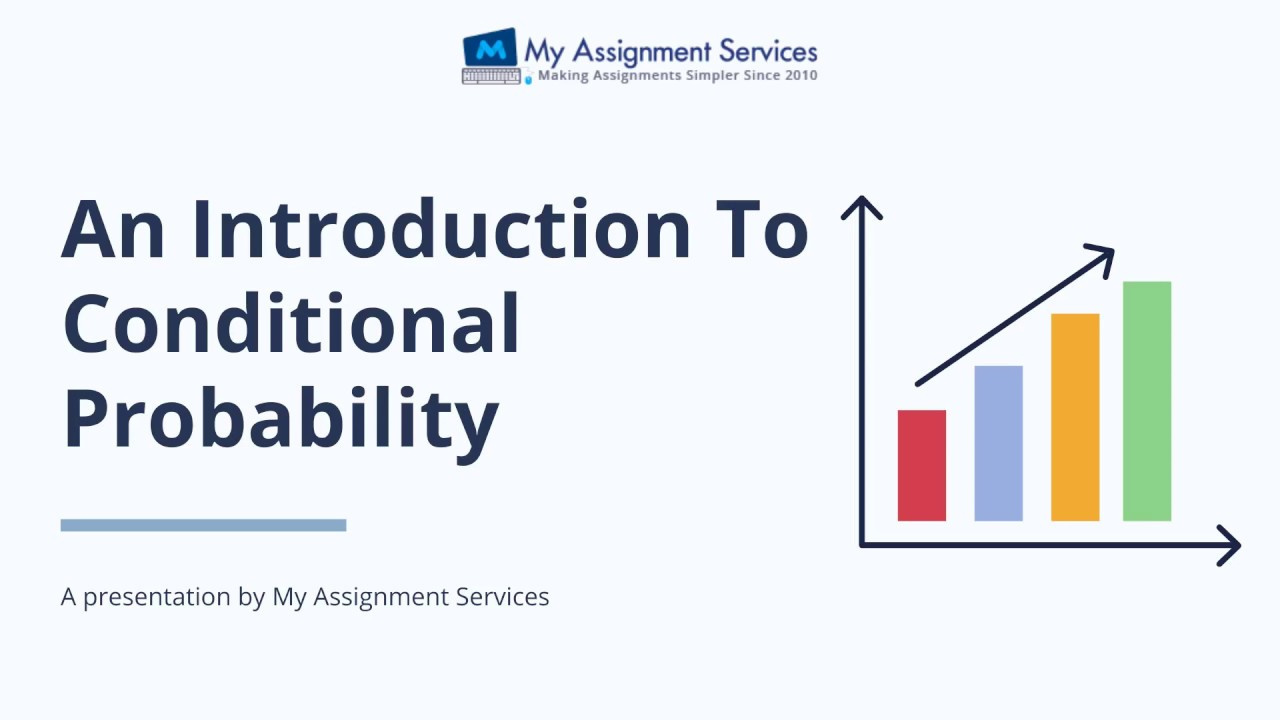 M
My Assignment Services
Making Assignments Simpler Since 2010
An Introduction To
Conditional
Probability
A presentation by My Assignment Services